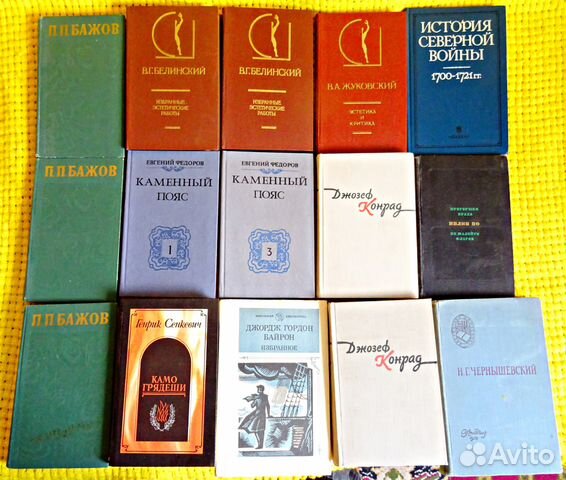 П.П.БАЖОВ
В.Г.БЕЛИНСКИЙ
ИЗБРАННЫЕ
ЭСТЕТИЧЕСКИЕ
РАБОТЫ
В.Г.БЕЛИНСКИЙ
ИЗБРАННЫЕ
ЭСТЕТИЧЕСКИЕ
РАБОТЫ
В.А.ЖУКОВСКИЙ
ЭСТЕТИКА И
КРИТИКА
ИСТОРИЯ
СЕВЕРНОЙ
ВОЙНЫ
1700-1721гг.
П.П.БАЖОВ
ЕВГЕНИЙ ФЕДОРОВ
КАМЕННЫЙ
ПОЯС
1
ЕВГЕНИЙ ФЕДОРОВ
КАМЕННЫЙ
ПОЯС
3
Джозеф
Конрад
П.П.БАЖОВ
Генрик Сенкевич
КАМО
ГРЯДЕШИ
ДЖОРДЖ ГОРДОН
БАЙРОН
ИЗБРАННОЕ
Джозеф
Конрад
Н.Г.ЧЕРНЫШЕВСКИЙ
Avito